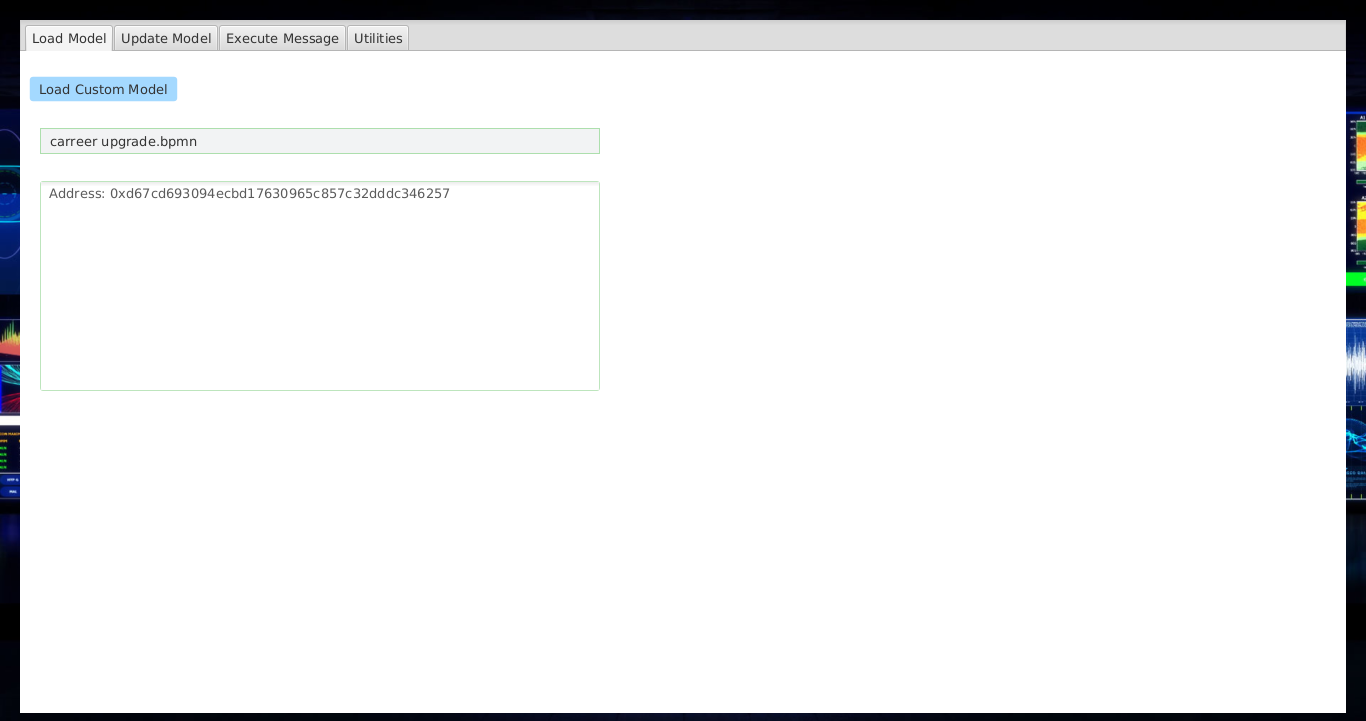 Load Model
Update Model
Execute Message
Utilities
Load Custom Model
carreer upgrade.bpmn
Address: 0xd67cd693094ecbd17630965c857c32dddc346257